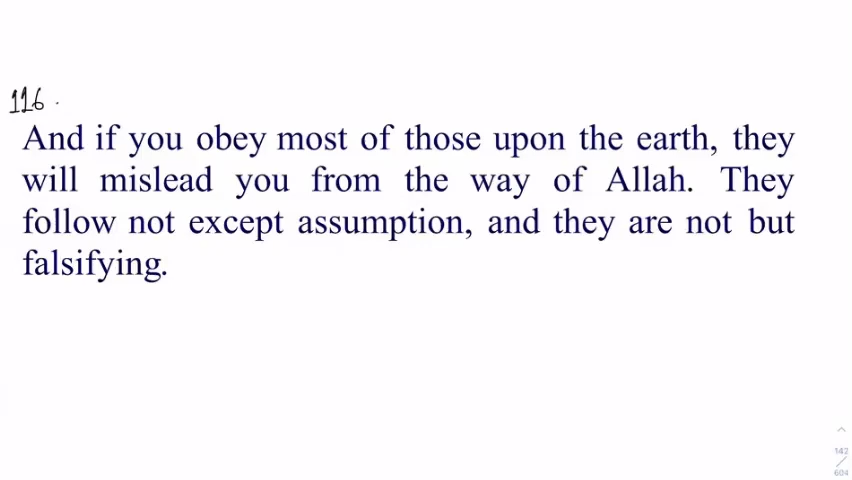 116.
And if you obey most of those upon the earth, they
will mislead you from the way of Allah. They
follow not except assumption, and they are not but
falsifying.
142
/
604